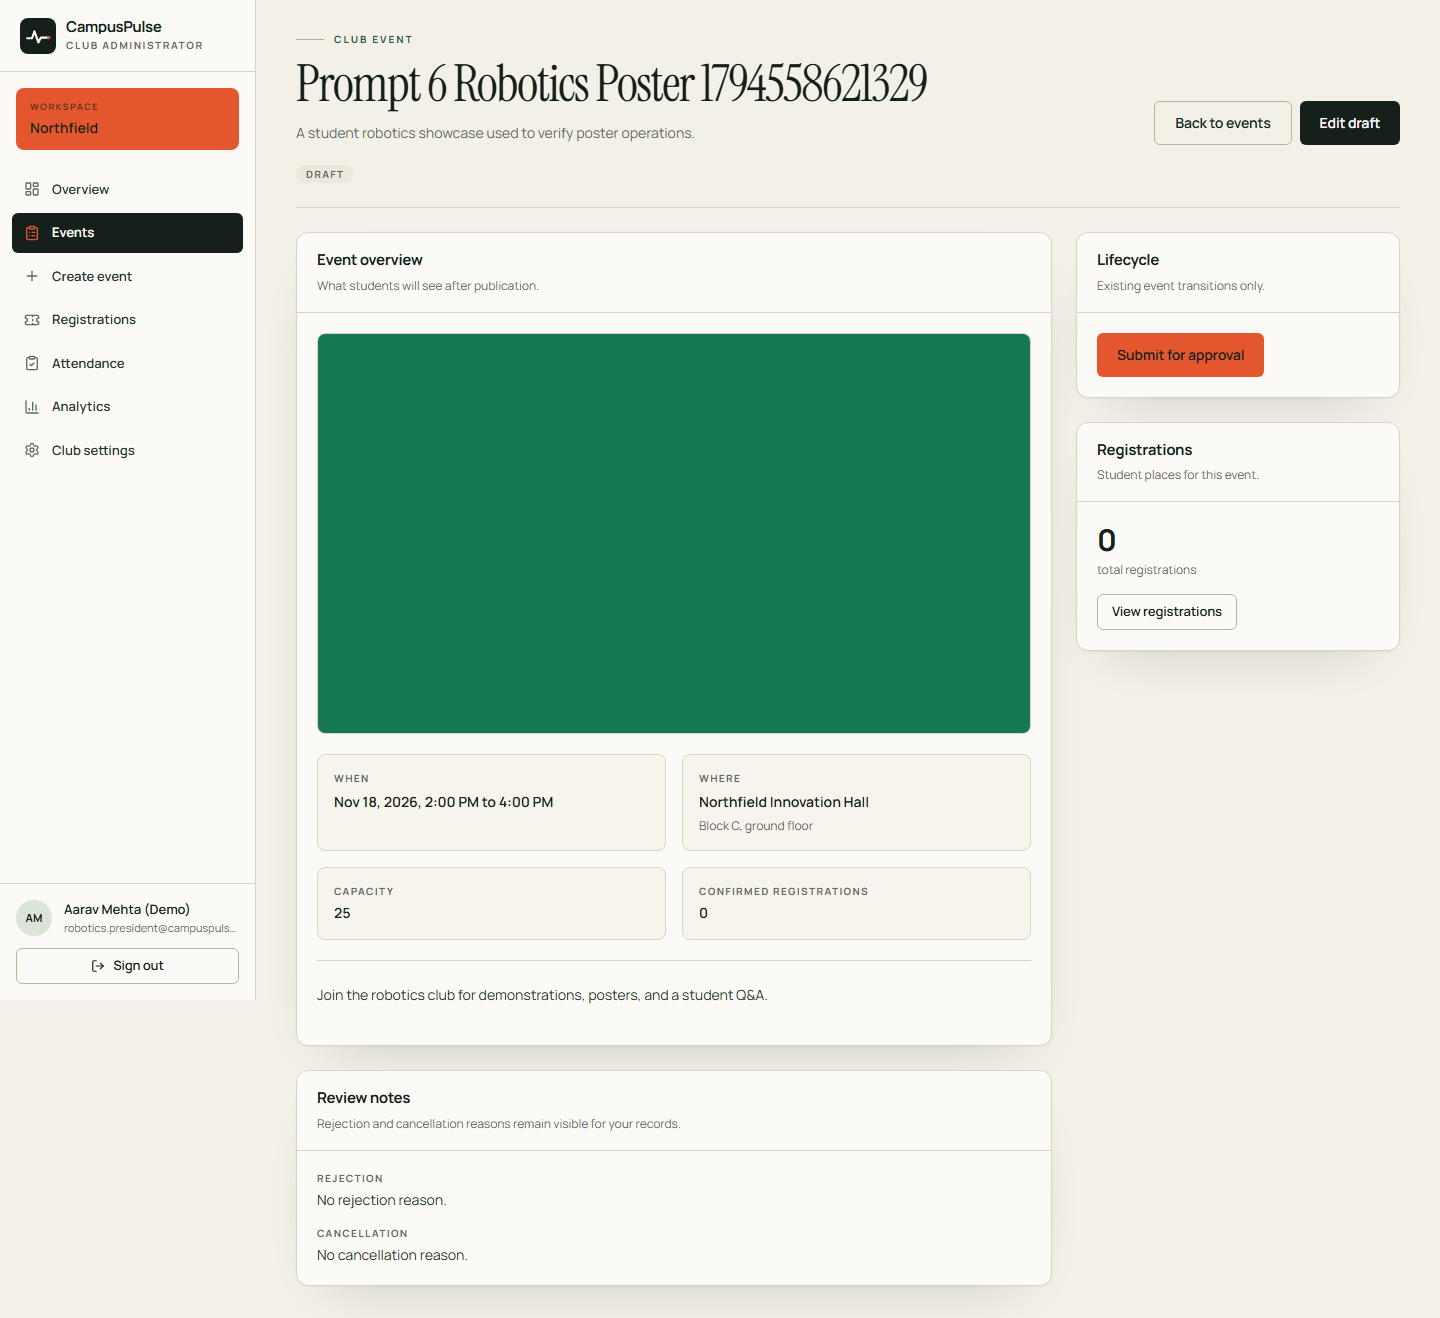 CampusPulse
CLUB ADMINISTRATOR
WORKSPACE
Northfield
Overview
Events
Create event
Registrations
Attendance
Analytics
Club settings
AM
Aarav Mehta (Demo)
robotics.president@campuspuls...
Sign out
CLUB EVENT
Prompt 6 Robotics Poster 1794558621329
A student robotics showcase used to verify poster operations.
DRAFT
Back to events
Edit draft
Event overview
What students will see after publication.
WHEN
Nov 18, 2026, 2:00 PM to 4:00 PM
WHERE
Northfield Innovation Hall
Block C, ground floor
CAPACITY
25
CONFIRMED REGISTRATIONS
0
Join the robotics club for demonstrations, posters, and a student Q&A.
Review notes
Rejection and cancellation reasons remain visible for your records.
REJECTION
No rejection reason.
CANCELLATION
No cancellation reason.
Lifecycle
Existing event transitions only.
Submit for approval
Registrations
Student places for this event.
0
total registrations
View registrations